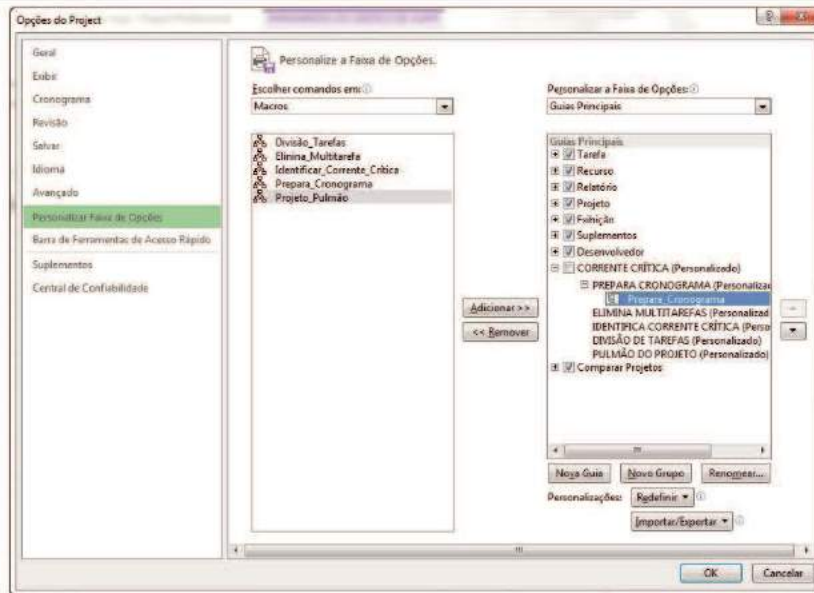 Opções do Project
Geral
Exibir
Cronograma
Revisão
Salvar
Idioma
Avançado
Personalizar Faixa de Opções
Barra de Ferramentas de Acesso Rápido
Suplementos
Central de Confiabilidade
Personalize a Faixa de Opções.
Escolher comandos em:
Macros
Divisão_Tarefas
Elimina_Multitarefa
Identificar_Corrente_Crítica
Prepara_Cronograma
Projeto_Pulmão
Adicionar >>
<< Remover
Personalizar a Faixa de Opções:
Guias Principais
Guias Principais
Tarefa
Recurso
Relatório
Projeto
Exibição
Suplementos
Desenvolvedor
CORRENTE CRÍTICA (Personalizado)
PREPARA CRONOGRAMA (Personaliza
Prepara_Cronograma
ELIMINA MULTITAREFAS (Personalizad
IDENTIFICA CORRENTE CRÍTICA (Perso
DIVISÃO DE TAREFAS (Personalizado)
PULMÃO DO PROJETO (Personalizado)
Comparar Projetos
Nova Guia Novo Grupo Renomear...
Personalizações: Redefinir
Importar/Exportar
OK Cancelar